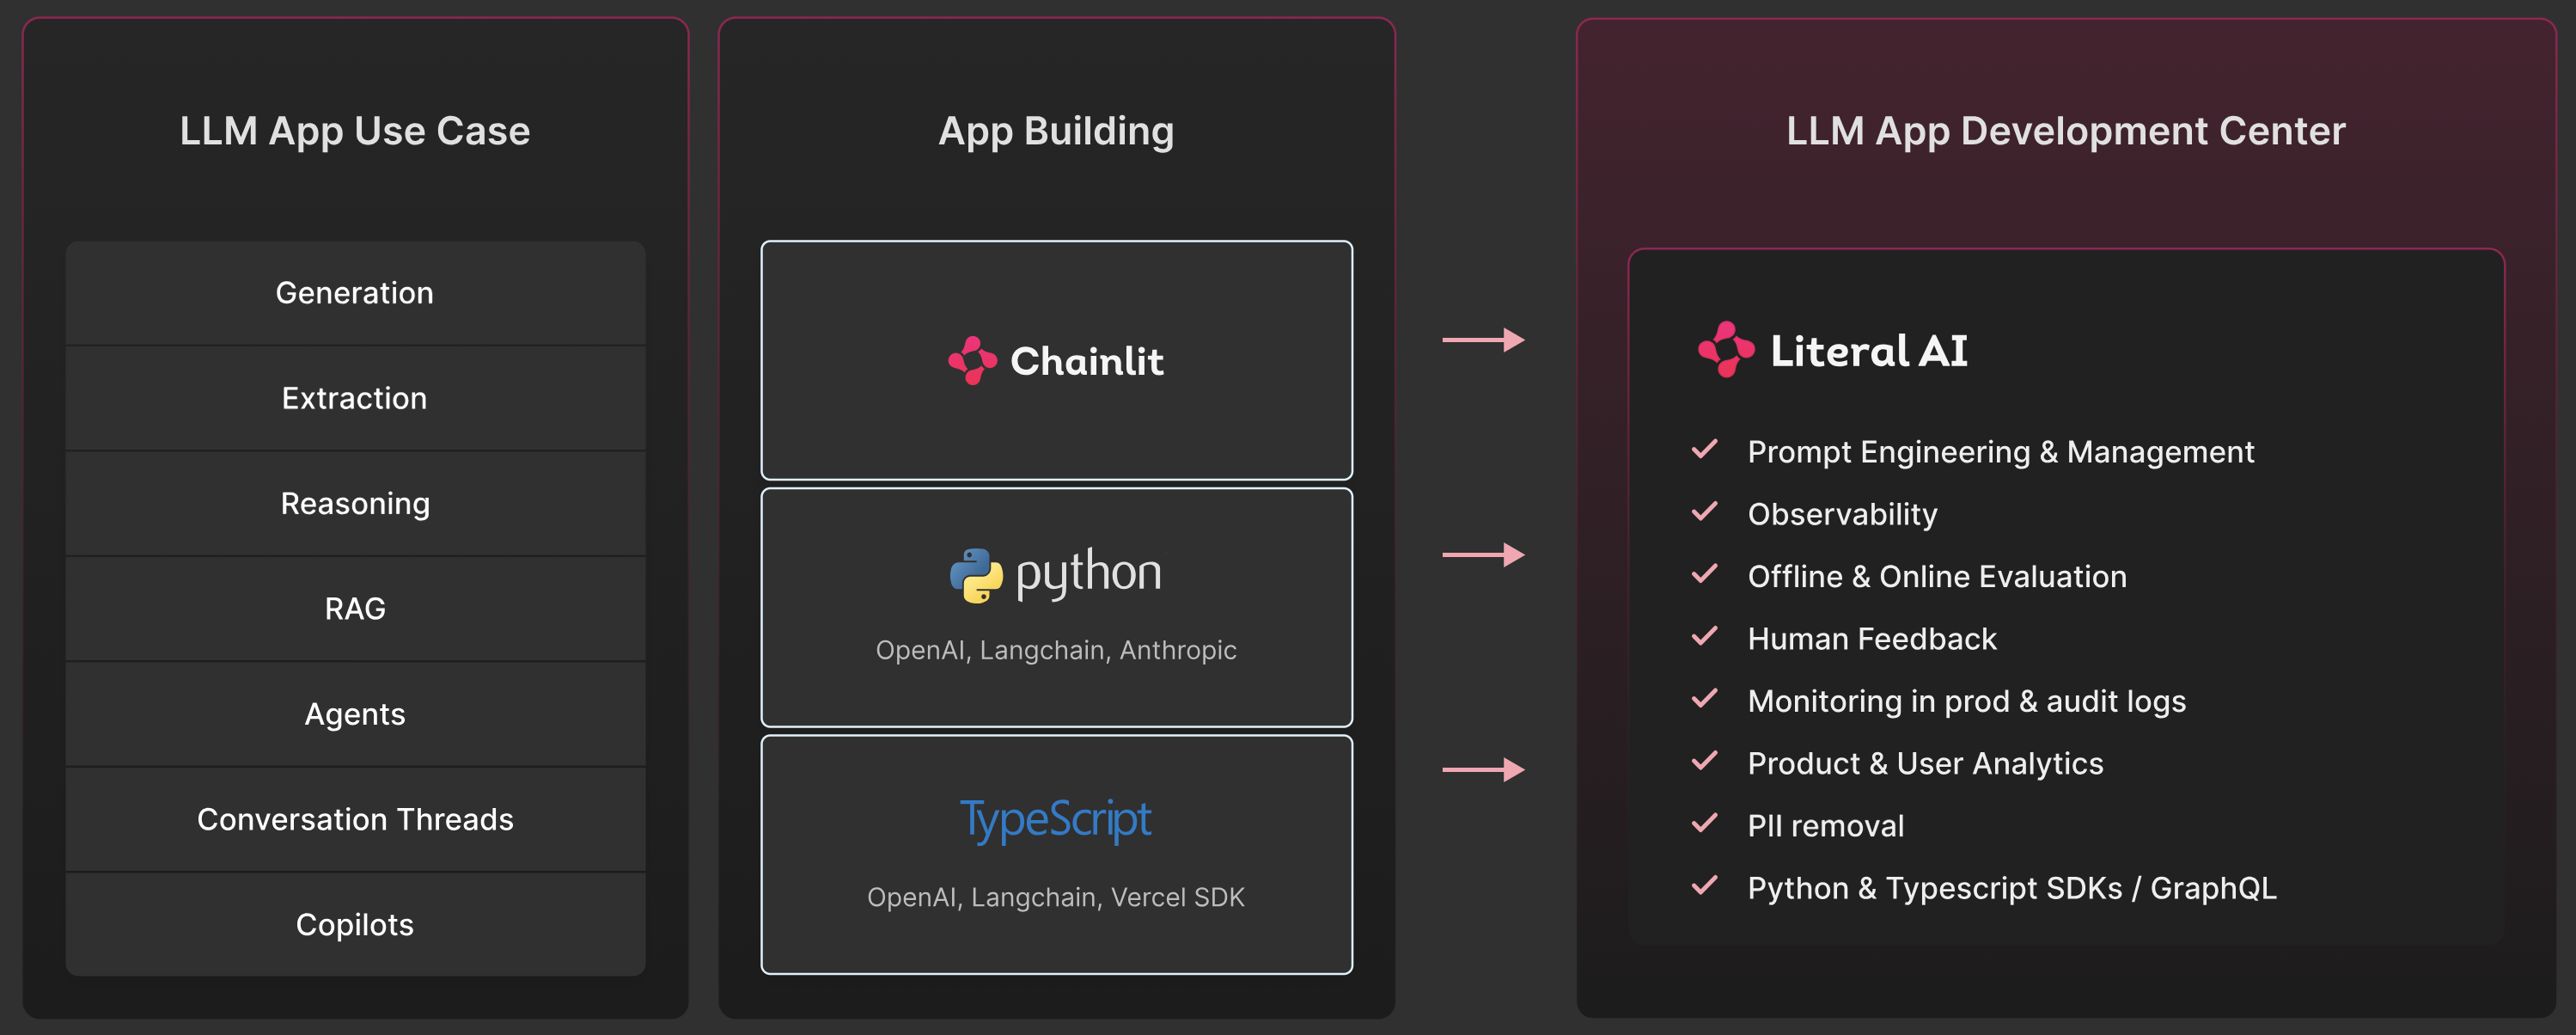 LLM App Use Case
Generation
Extraction
Reasoning
RAG
Agents
Conversation Threads
Copilots
App Building
Chainlit
python
OpenAI, Langchain, Anthropic
TypeScript
OpenAI, Langchain, Vercel SDK
LLM App Development Center
Literal AI
Prompt Engineering & Management
Observability
Offline & Online Evaluation
Human Feedback
Monitoring in prod & audit logs
Product & User Analytics
PII removal
Python & Typescript SDKs / GraphQL